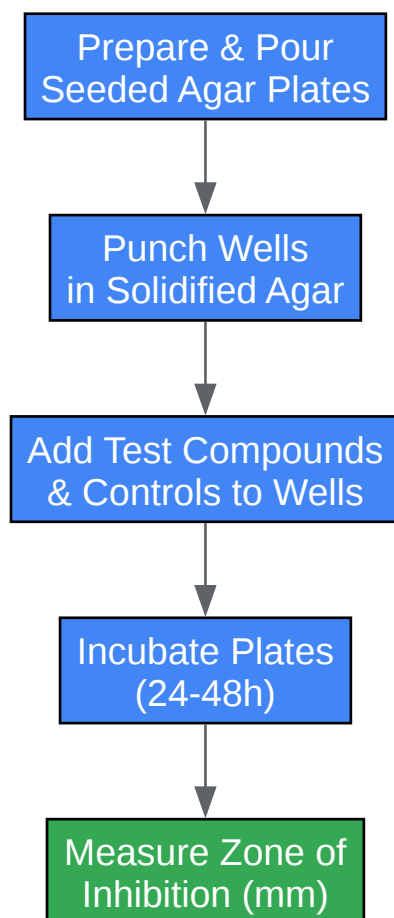 Prepare & Pour
Seeded Agar Plates
Punch Wells
in Solidified Agar
Add Test Compounds
& Controls to Wells
Incubate Plates
(24-48h)
Measure Zone of
Inhibition (mm)